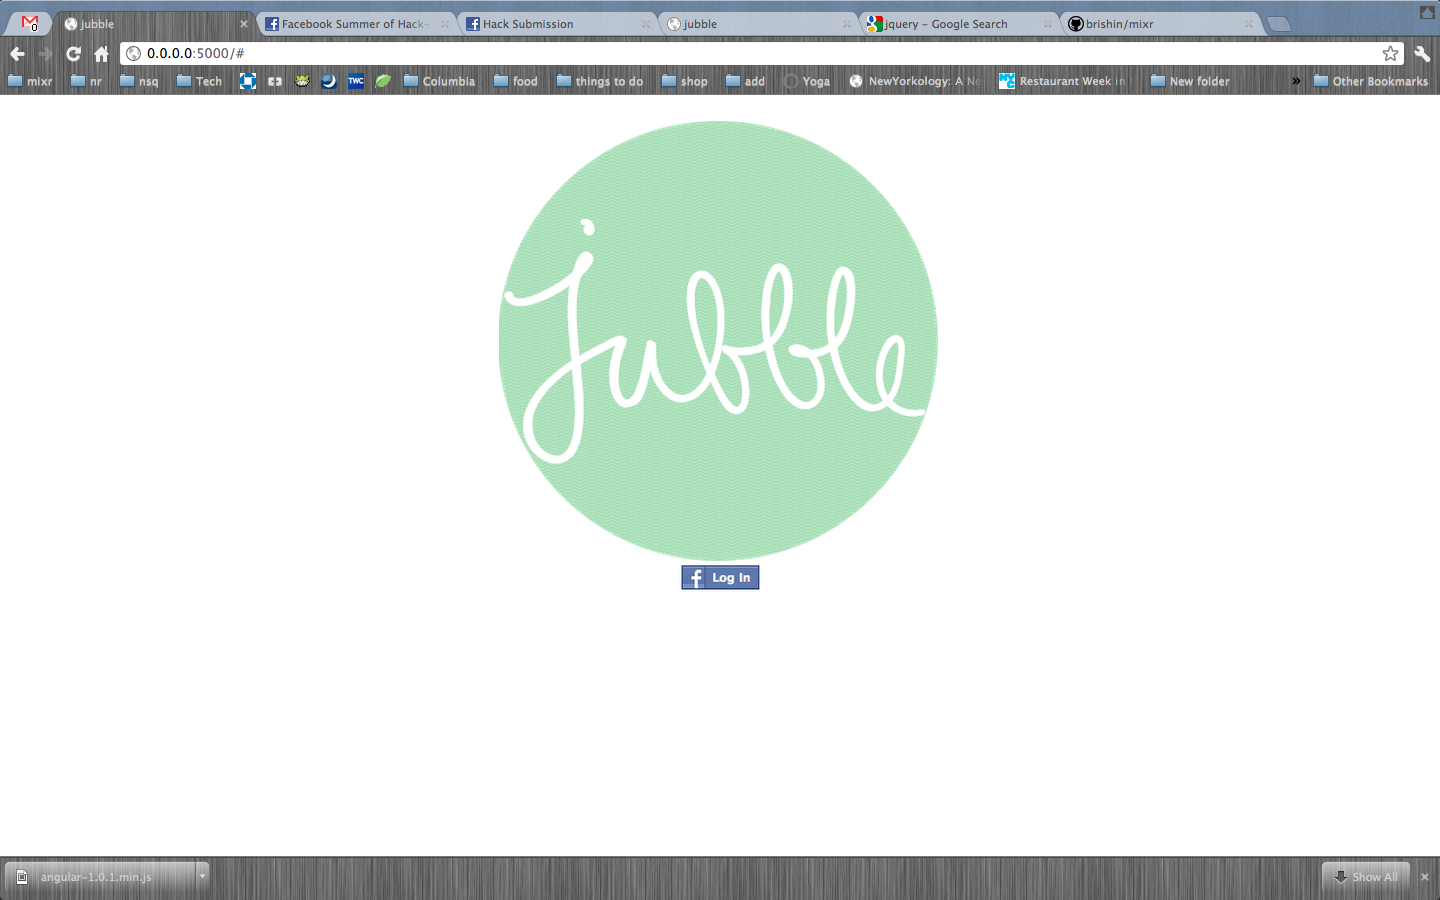 0
jubble
Facebook Summer of Hack-
Hack Submission
jubble
jquery - Google Search
brishin/mixr
0.0.0.0:5000/#
mixr
nr
nsq
Tech
TWC
Columbia
food
things to do
shop
add
Yoga
NewYorkology: A Ne
NYC
Restaurant Week in
New folder
»
Other Bookmarks
jubble
f Log In
angular-1.0.1.min.js
Show All